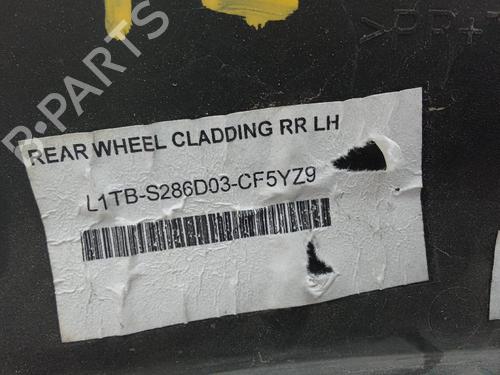 B-PARTS
REAR WHEEL CLADDING RR LH
L1TB-S286D03-CF5YZ9